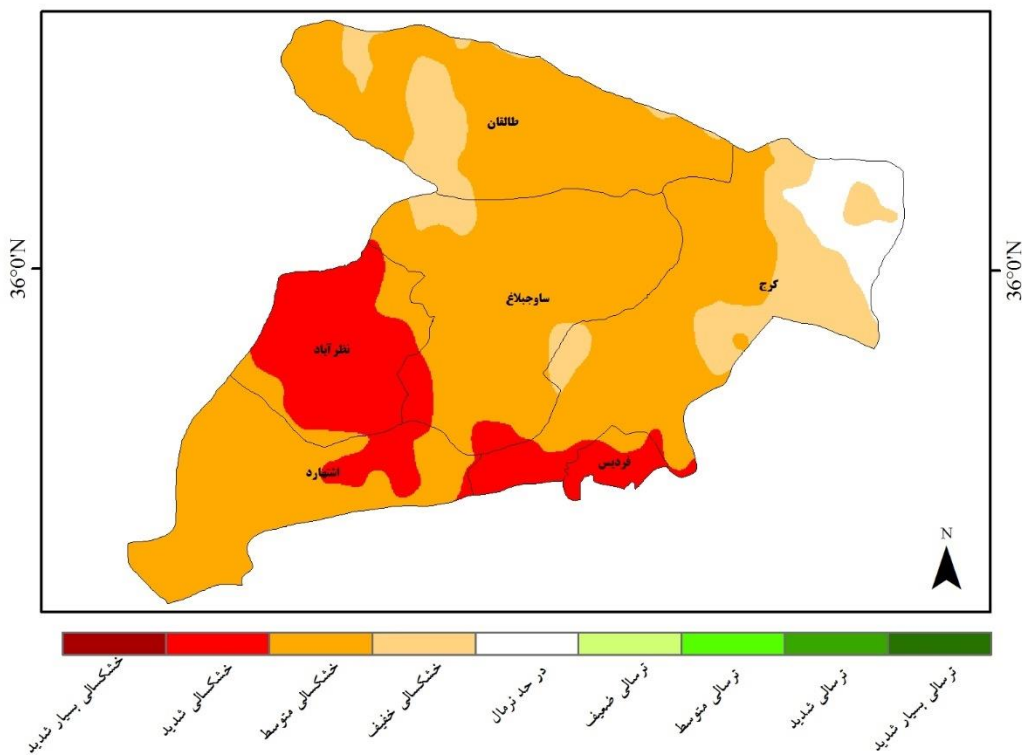 طالقان
36°0'N
36°0'N
کرج
ساوجبلاغ
نظرآباد
اشتهارد
فردیس
N
خشکسالی بسیار شدید
خشکسالی شدید
خشکسالی متوسط
خشکسالی خفیف
در حد نرمال
ترسالی ضعیف
ترسالی متوسط
ترسالی شدید
ترسالی بسیار شدید